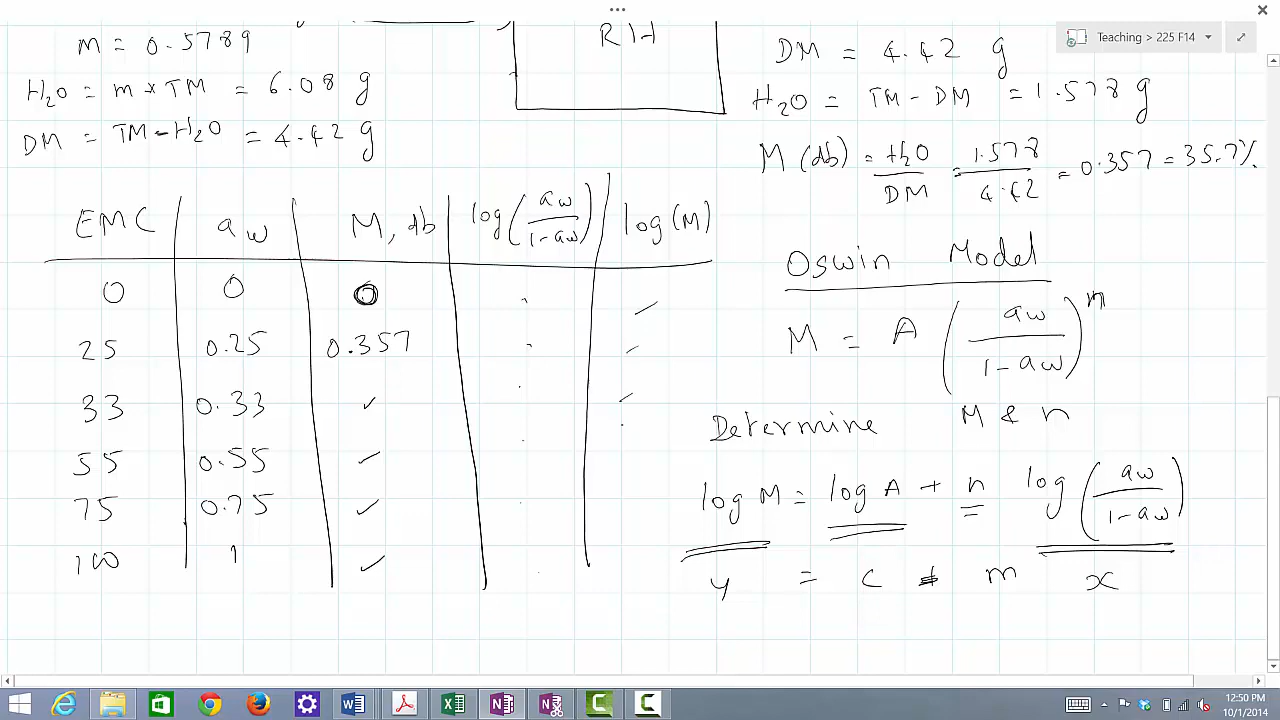 m = 0.5789
H₂O = m × TM = 6.08 g
DM = TM - H₂O = 4.42 g
RH
DM = 4.42 g
H₂O = TM - DM = 1.578 g
M (db) = H₂O / DM = 1.578 / 4.42 = 0.357 = 35.7%
Teaching > 225 F14
EMC | aw | M, db | log(aw / 1-aw) | log(M)
0 | 0 | 0 | . | ✓
25 | 0.25 | 0.357 | . | ✓
33 | 0.33 | ✓ | . | ✓
55 | 0.55 | ✓ | .
75 | 0.75 | ✓ | .
100 | 1 | ✓ | .
Oswin Model
M = A (aw / 1-aw)ⁿ
Determine M & n
log M = log A + n log (aw / 1-aw)
y = c + m x
12:50 PM
10/1/2014